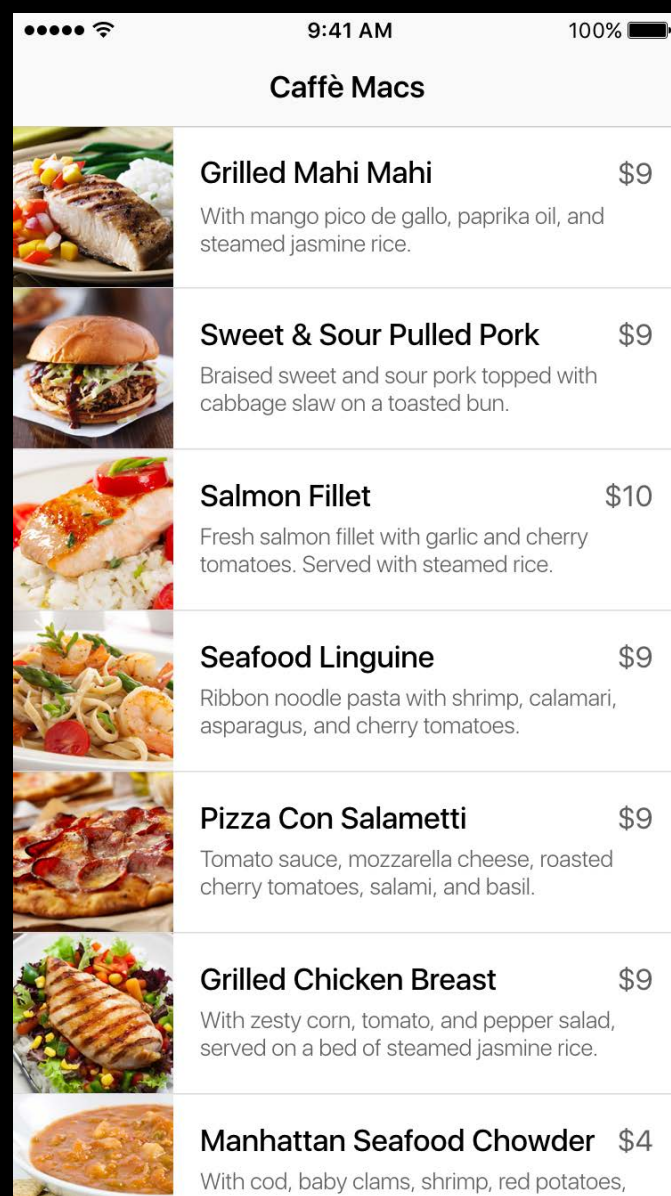 9:41 AM 100%
Caffè Macs
Grilled Mahi Mahi $9
With mango pico de gallo, paprika oil, and
steamed jasmine rice.
Sweet & Sour Pulled Pork $9
Braised sweet and sour pork topped with
cabbage slaw on a toasted bun.
Salmon Fillet $10
Fresh salmon fillet with garlic and cherry
tomatoes. Served with steamed rice.
Seafood Linguine $9
Ribbon noodle pasta with shrimp, calamari,
asparagus, and cherry tomatoes.
Pizza Con Salametti $9
Tomato sauce, mozzarella cheese, roasted
cherry tomatoes, salami, and basil.
Grilled Chicken Breast $9
With zesty corn, tomato, and pepper salad,
served on a bed of steamed jasmine rice.
Manhattan Seafood Chowder $4
With cod, baby clams, shrimp, red potatoes,